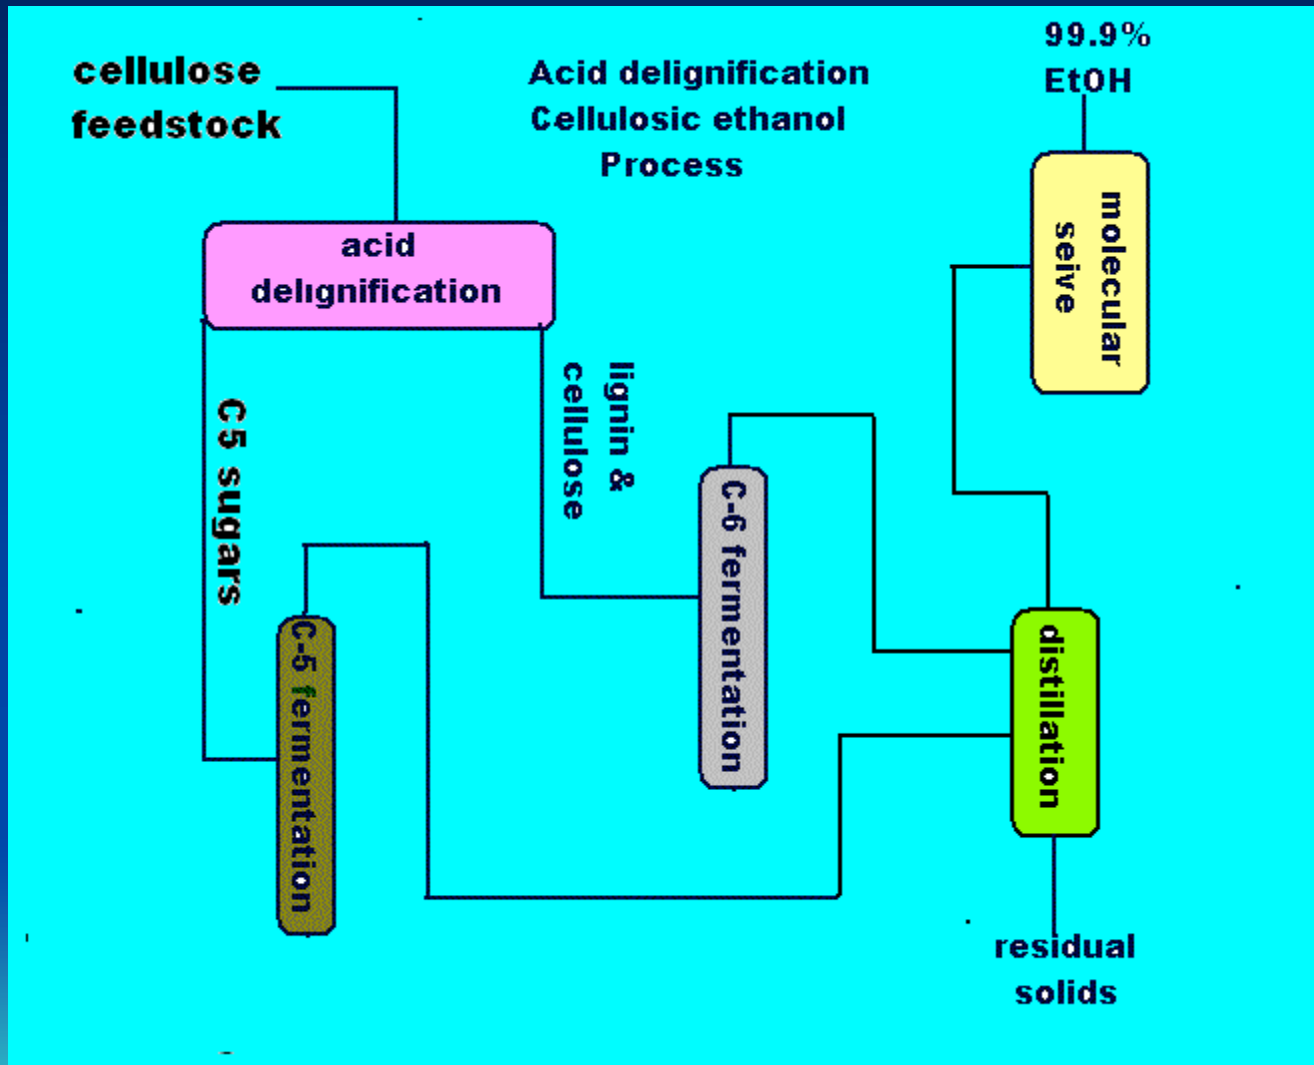 cellulose
feedstock
Acid delignification
Cellulosic ethanol
Process
99.9%
EtOH
acid
delignification
molecular
seive
C5 sugars
lignin &
cellulose
C-6 fermentation
C-5 fermentation
distillation
residual
solids